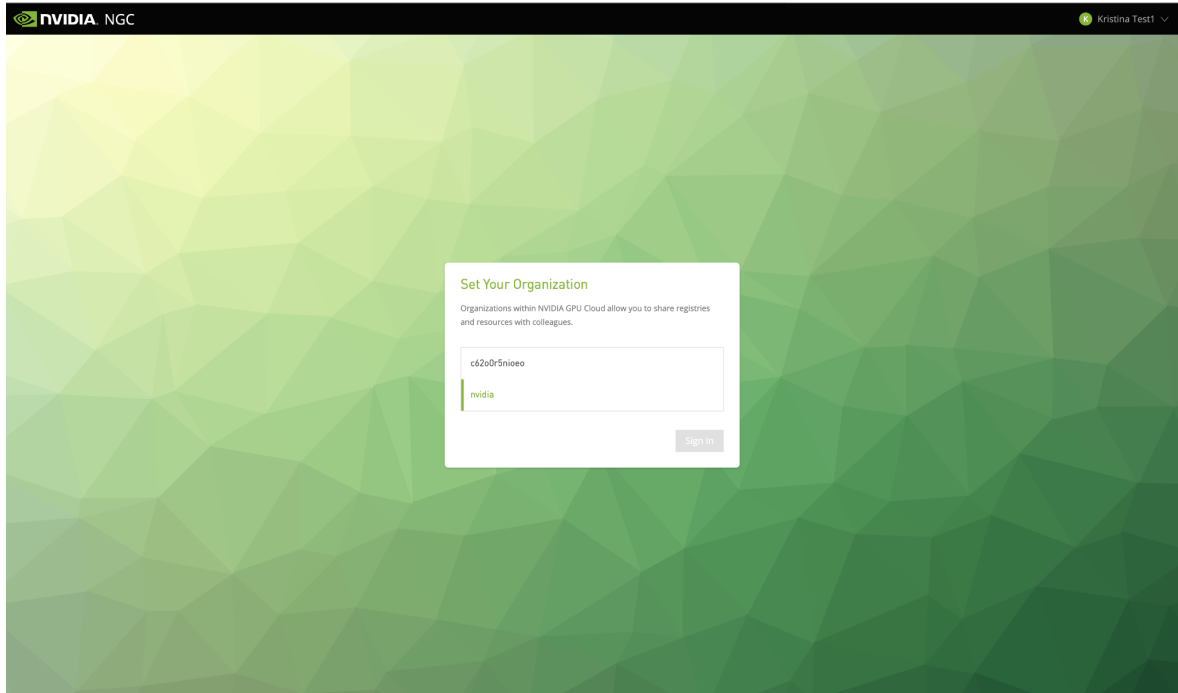 NVIDIA. NGC
K Kristina Test1
Set Your Organization
Organizations within NVIDIA GPU Cloud allow you to share registries
and resources with colleagues.
c62o0r5nioeo
nvidia
Sign In